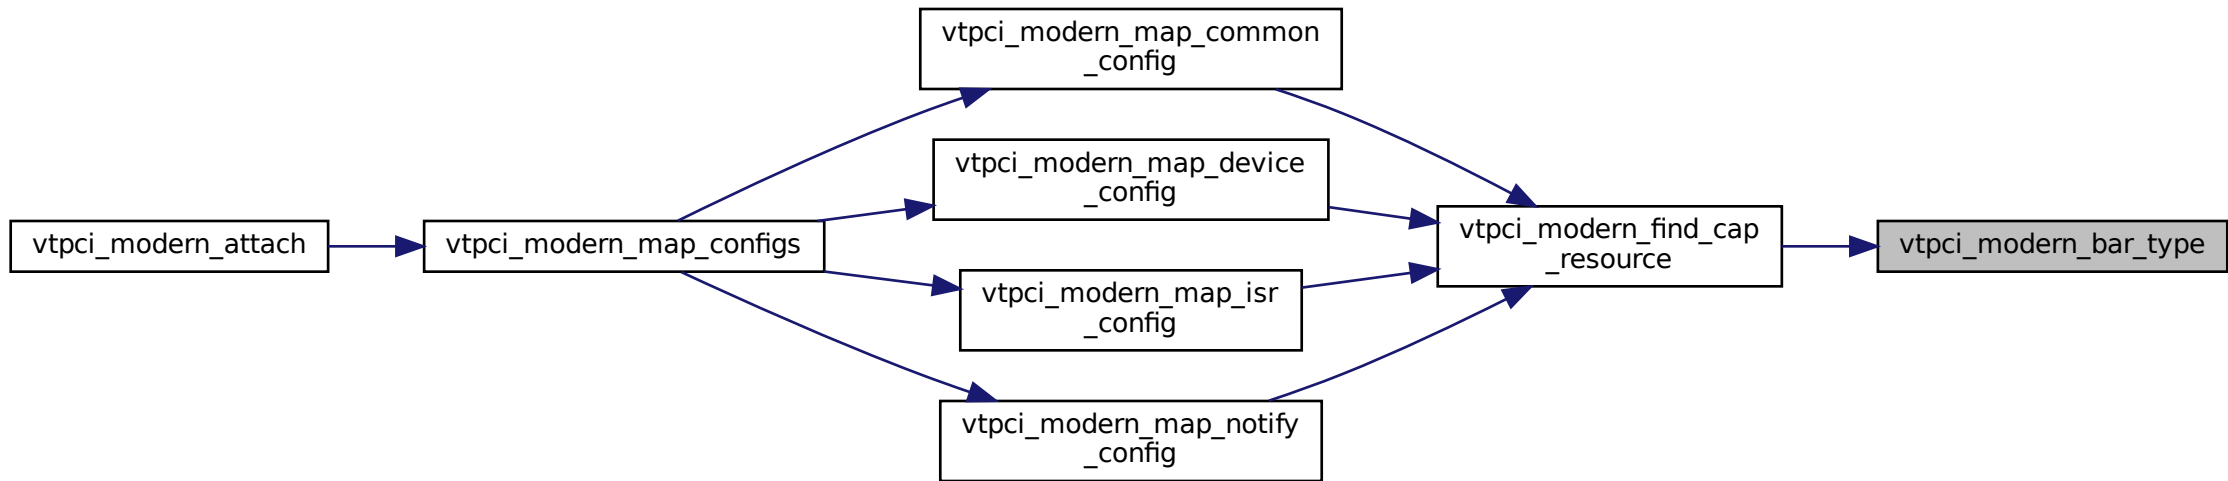 vtpci_modern_attach
vtpci_modern_map_configs
vtpci_modern_map_common
_config
vtpci_modern_map_device
_config
vtpci_modern_map_isr
_config
vtpci_modern_map_notify
_config
vtpci_modern_find_cap
_resource
vtpci_modern_bar_type